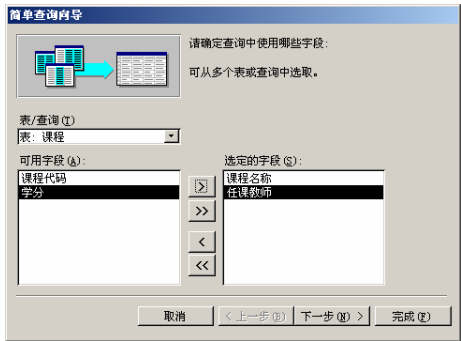 简单查询向导
请确定查询中使用哪些字段:
可从多个表或查询中选取。
表/查询(T)
表: 课程
可用字段(A):
选定的字段(S):
课程代码
学分
课程名称
任课教师
>
>>
<
<<
取消
< 上一步(B)
下一步(N) >
完成(F)